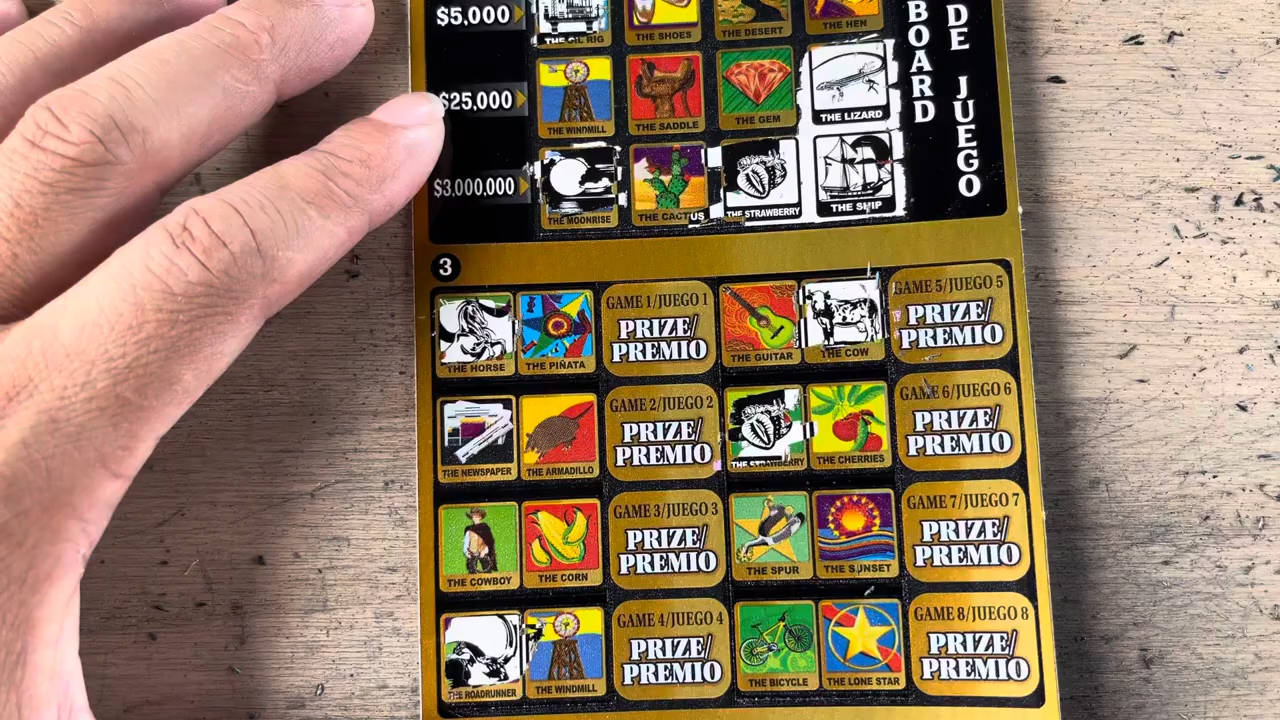 $5,000
THE OIL RIG THE SHOES THE DESERT THE HEN
$25,000
THE WINDMILL THE SADDLE THE GEM THE LIZARD
$3,000,000
THE MOONRISE THE CACTUS THE STRAWBERRY THE SHIP
BOARD
DE JUEGO
3
THE HORSE THE PIÑATA
GAME 1/JUEGO 1
PRIZE/
PREMIO
THE GUITAR THE COW
GAME 5/JUEGO 5
PRIZE/
PREMIO
THE NEWSPAPER THE ARMADILLO
GAME 2/JUEGO 2
PRIZE/
PREMIO
THE STRAWBERRY THE CHERRIES
GAME 6/JUEGO 6
PRIZE/
PREMIO
THE COWBOY THE CORN
GAME 3/JUEGO 3
PRIZE/
PREMIO
THE SPUR THE SUNSET
GAME 7/JUEGO 7
PRIZE/
PREMIO
THE ROADRUNNER THE WINDMILL
GAME 4/JUEGO 4
PRIZE/
PREMIO
THE BICYCLE THE LONE STAR
GAME 8/JUEGO 8
PRIZE/
PREMIO